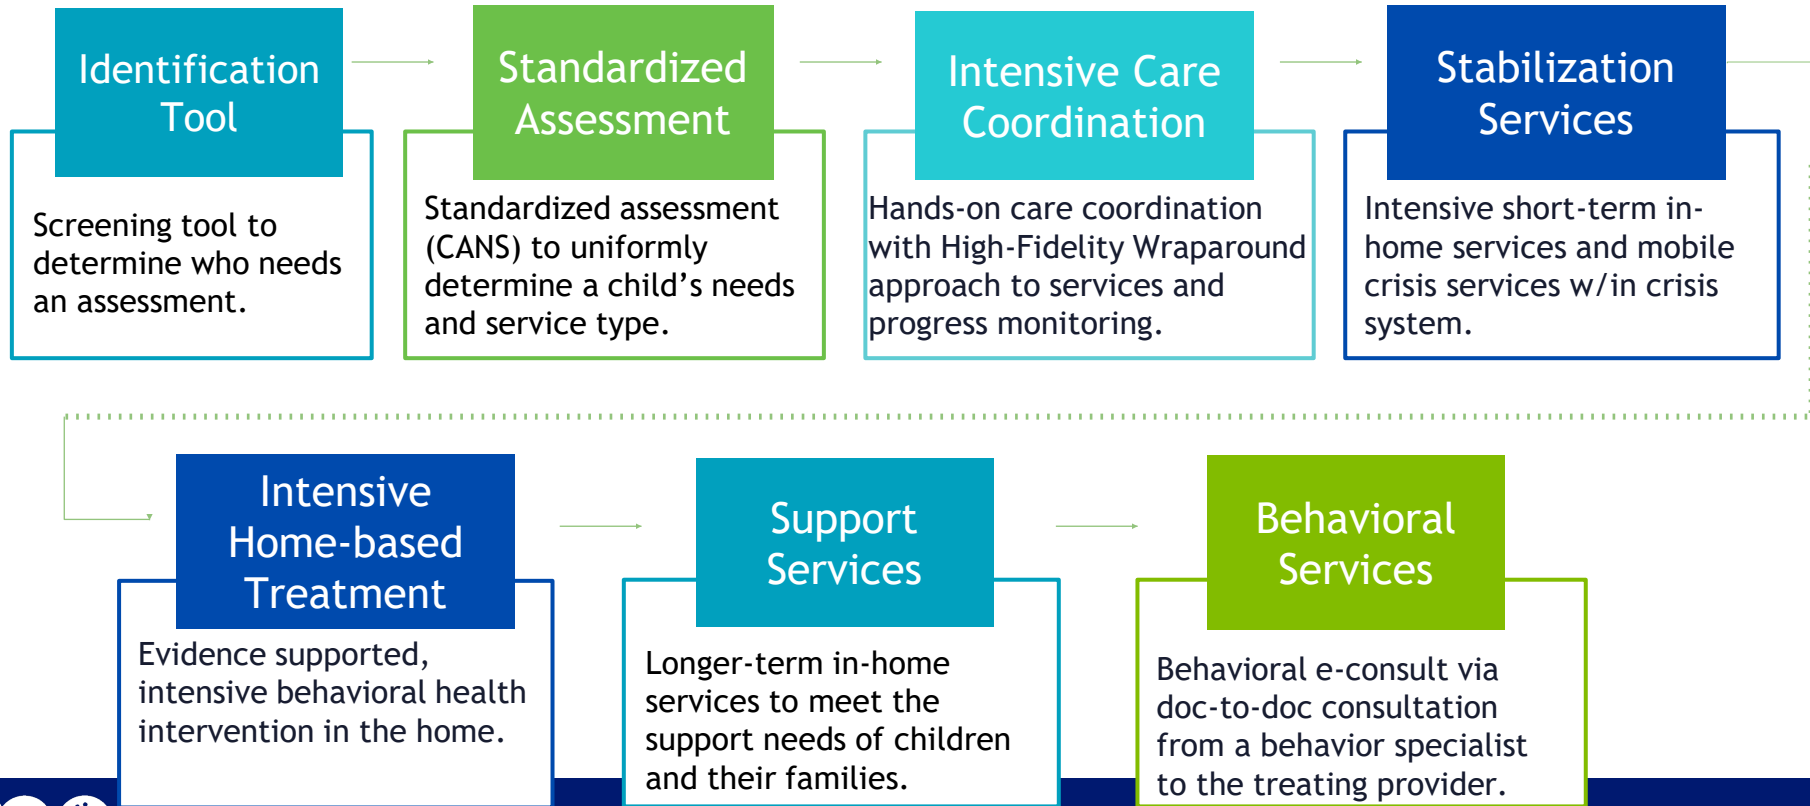 Identification
Tool
Screening tool to
determine who needs
an assessment.
Standardized
Assessment
Standardized assessment
(CANS) to uniformly
determine a child’s needs
and service type.
Intensive Care
Coordination
Hands-on care coordination
with High-Fidelity Wraparound
approach to services and
progress monitoring.
Stabilization
Services
Intensive short-term in-
home services and mobile
crisis services w/in crisis
system.
Intensive
Home-based
Treatment
Evidence supported,
intensive behavioral health
intervention in the home.
Support
Services
Longer-term in-home
services to meet the
support needs of children
and their families.
Behavioral
Services
Behavioral e-consult via
doc-to-doc consultation
from a behavior specialist
to the treating provider.